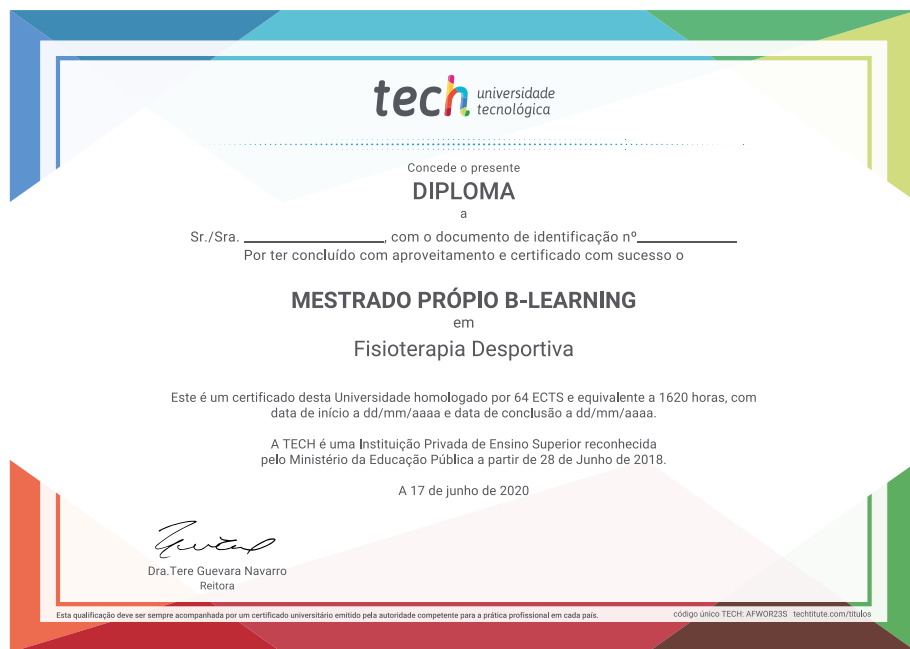 tech universidade
tecnológica
Concede o presente
DIPLOMA
a
Sr./Sra. ________________, com o documento de identificação nº____________
Por ter concluído com aproveitamento e certificado com sucesso o
MESTRADO PRÓPIO B-LEARNING
em
Fisioterapia Desportiva
Este é um certificado desta Universidade homologado por 64 ECTS e equivalente a 1620 horas, com
data de início a dd/mm/aaaa e data de conclusão a dd/mm/aaaa.
A TECH é uma Instituição Privada de Ensino Superior reconhecida
pelo Ministério da Educação Pública a partir de 28 de Junho de 2018.
A 17 de junho de 2020
Dra.Tere Guevara Navarro
Reitora
Esta qualificação deve ser sempre acompanhada por um certificado universitário emitido pela autoridade competente para a prática profissional em cada país.
código único TECH: AFWOR23S techtitute.com/titulos